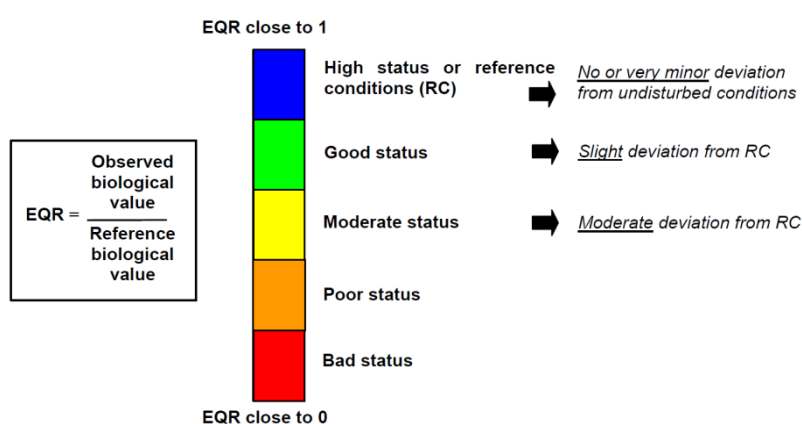 EQR close to 1
High status or reference
conditions (RC)
No or very minor deviation
from undisturbed conditions
Observed
biological
value
EQR =
Reference
biological
value
Good status
Slight deviation from RC
Moderate status
Moderate deviation from RC
Poor status
Bad status
EQR close to 0